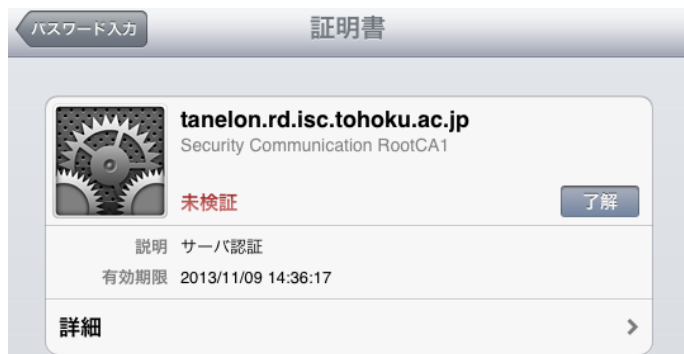 パスワード入力
証明書
tanelon.rd.isc.tohoku.ac.jp
Security Communication RootCA1
未検証
了解
説明 サーバ認証
有効期限 2013/11/09 14:36:17
詳細